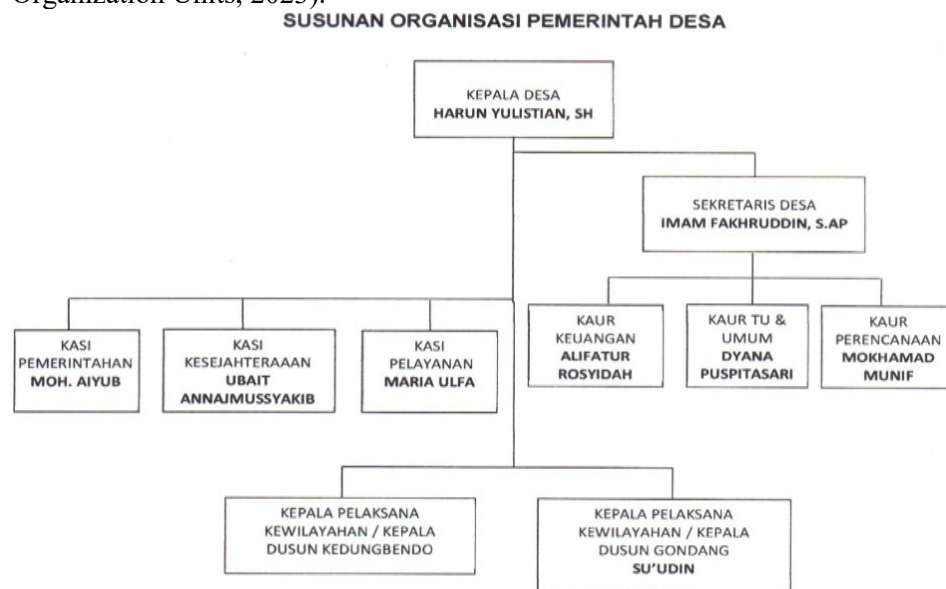 Organization Units, 2023).
SUSUNAN ORGANISASI PEMERINTAH DESA
KEPALA DESA
HARUN YULISTIAN, SH
SEKRETARIS DESA
IMAM FAKHRUDDIN, S.AP
KASI
PEMERINTAHAN
MOH. AIYUB
KASI
KESEJAHTERAAAN
UBAIT
ANNAJMUSSYAKIB
KASI
PELAYANAN
MARIA ULFA
KAUR
KEUANGAN
ALIFATUR
ROSYIDAH
KAUR TU &
UMUM
DYANA
PUSPITASARI
KAUR
PERENCANAAN
MOKHAMAD
MUNIF
KEPALA PELAKSANA
KEWILAYAHAN / KEPALA
DUSUN KEDUNGBENDO
KEPALA PELAKSANA
KEWILAYAHAN / KEPALA
DUSUN GONDANG
SU'UDIN